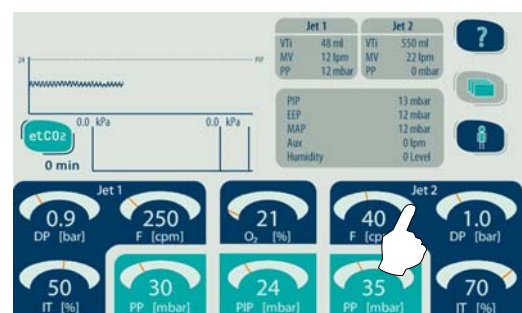 Jet 1 Jet 2
VTi 48 ml VTi 550 ml
MV 12 lpm MV 22 lpm
PP 12 mbar PP 0 mbar
?
24 PIP
PIP 13 mbar
EEP 12 mbar
MAP 12 mbar
Aux 0 lpm
Humidity 0 Level
0.0 kPa 0.0 kPa
etCO2
0 min
Jet 1 Jet 2
0.9 250 21 40 1.0
DP [bar] F [cpm] O2 [%] F DP [bar]
50 30 24 35 70
IT [%] PP [mbar] PIP [mbar] PP [mbar] IT [%]